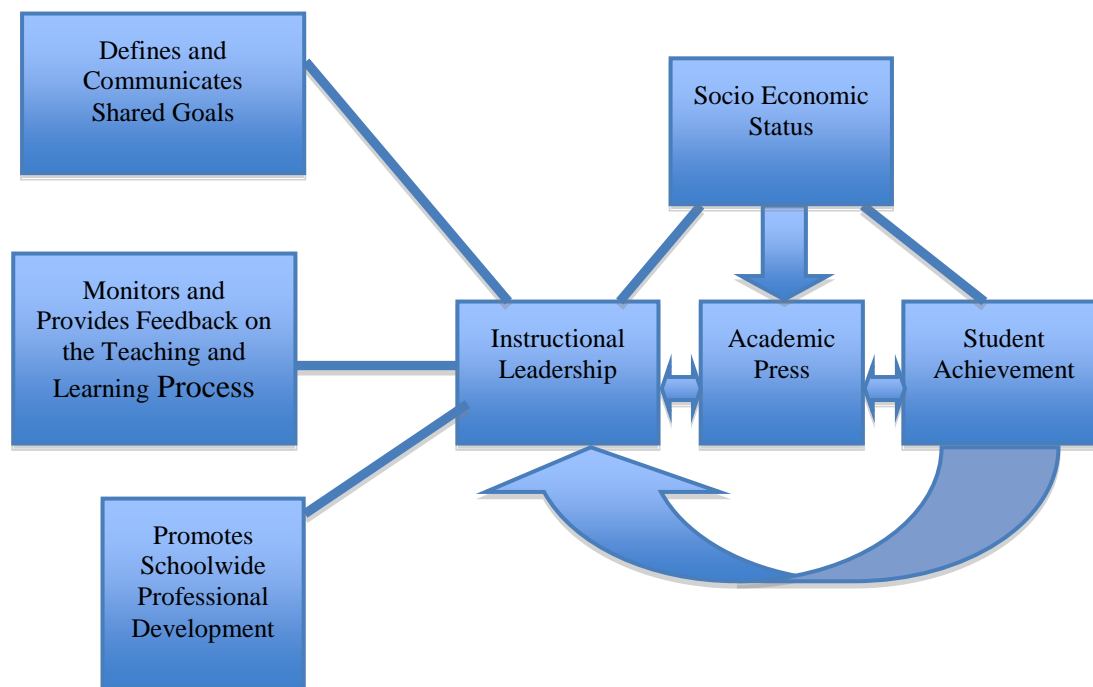 Defines and
Communicates
Shared Goals
Socio Economic
Status
Monitors and
Provides Feedback on
the Teaching and
Learning Process
Instructional
Leadership
Academic
Press
Student
Achievement
Promotes
Schoolwide
Professional
Development